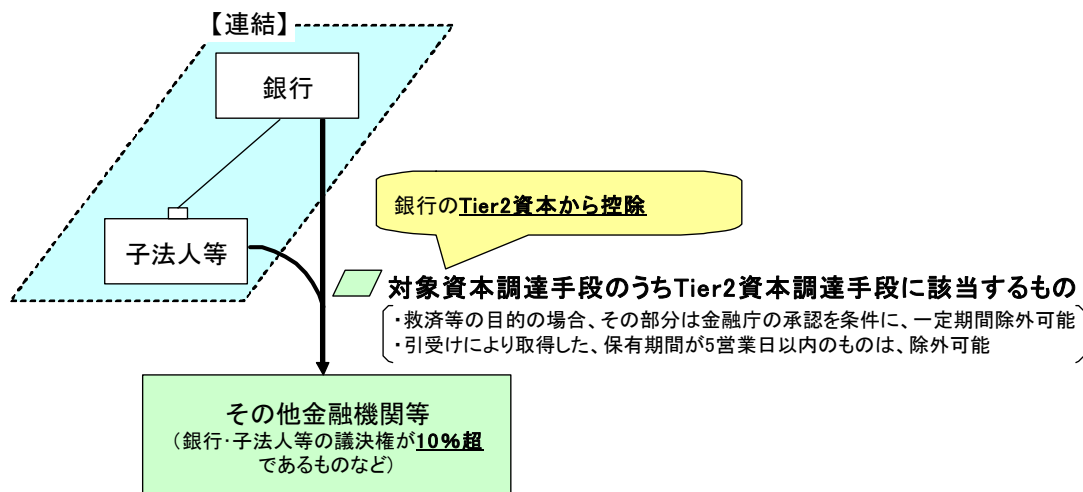 【連結】
銀行
子法人等
銀行のTier2資本から控除
対象資本調達手段のうちTier2資本調達手段に該当するもの
・救済等の目的の場合、その部分は金融庁の承認を条件に、一定期間除外可能
・引受けにより取得した、保有期間が5営業日以内のものは、除外可能
その他金融機関等
（銀行・子法人等の議決権が10%超
であるものなど）